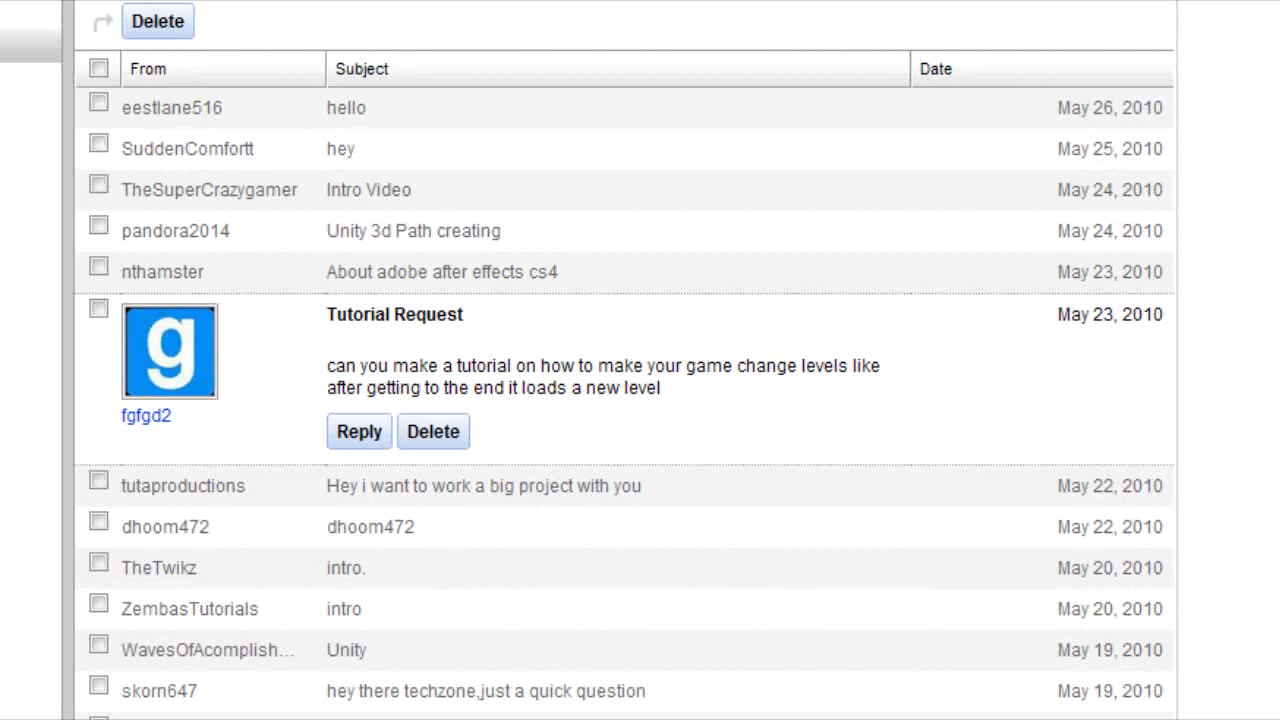 Delete
From Subject Date
eestlane516 hello May 26, 2010
SuddenComfortt hey May 25, 2010
TheSuperCrazygamer Intro Video May 24, 2010
pandora2014 Unity 3d Path creating May 24, 2010
nthamster About adobe after effects cs4 May 23, 2010
g
Tutorial Request May 23, 2010
can you make a tutorial on how to make your game change levels like
after getting to the end it loads a new level
fgfgd2
Reply Delete
tutaproductions Hey i want to work a big project with you May 22, 2010
dhoom472 dhoom472 May 22, 2010
TheTwikz intro. May 20, 2010
ZembasTutorials intro May 20, 2010
WavesOfAcomplish... Unity May 19, 2010
skorn647 hey there techzone,just a quick question May 19, 2010